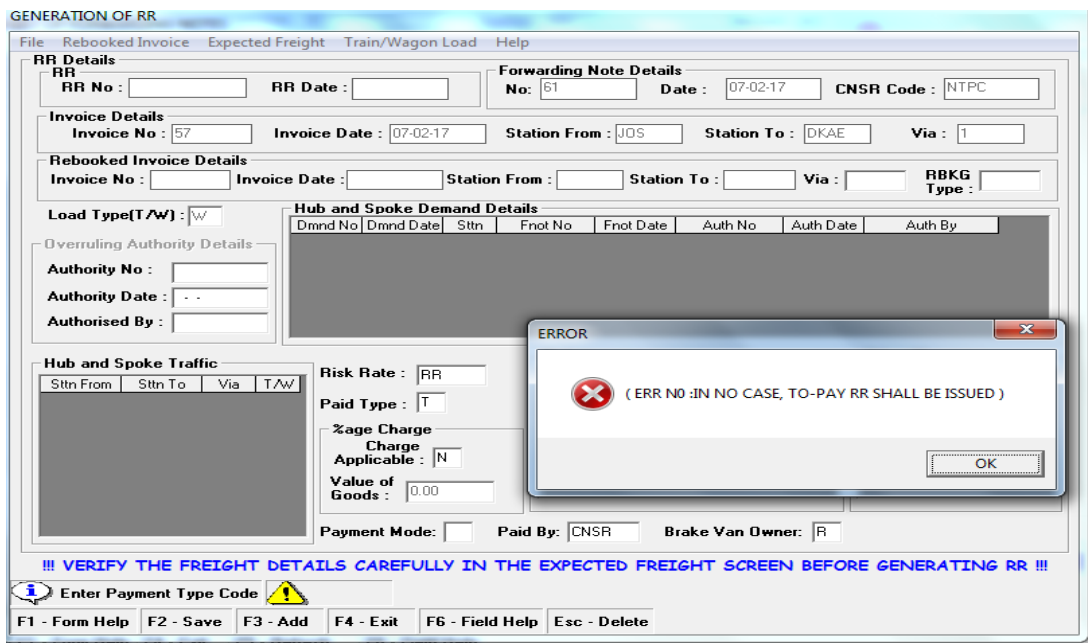 GENERATION OF RR
File Rebooked Invoice Expected Freight Train/Wagon Load Help
RR Details
RR
RR No : RR Date :
Forwarding Note Details
No: 61 Date : 07-02-17 CNSR Code : NTPC
Invoice Details
Invoice No : 57 Invoice Date : 07-02-17 Station From : JOS Station To : DKAE Via : 1
Rebooked Invoice Details
Invoice No : Invoice Date : Station From : Station To : Via : RBKG Type :
Load Type(T/W) : W
Hub and Spoke Demand Details
Dmnd No Dmnd Date Sttn Fnot No Fnot Date Auth No Auth Date Auth By
Overruling Authority Details
Authority No :
Authority Date : - -
Authorised By :
ERROR
( ERR N0 :IN NO CASE, TO-PAY RR SHALL BE ISSUED )
OK
Hub and Spoke Traffic
Sttn From Sttn To Via T/W
Risk Rate : RR
Paid Type : T
%age Charge
Charge
Applicable : N
Value of
Goods : 0.00
Payment Mode: Paid By: CNSR Brake Van Owner: R
!!! VERIFY THE FREIGHT DETAILS CAREFULLY IN THE EXPECTED FREIGHT SCREEN BEFORE GENERATING RR !!!
Enter Payment Type Code
F1 - Form Help F2 - Save F3 - Add F4 - Exit F6 - Field Help Esc - Delete